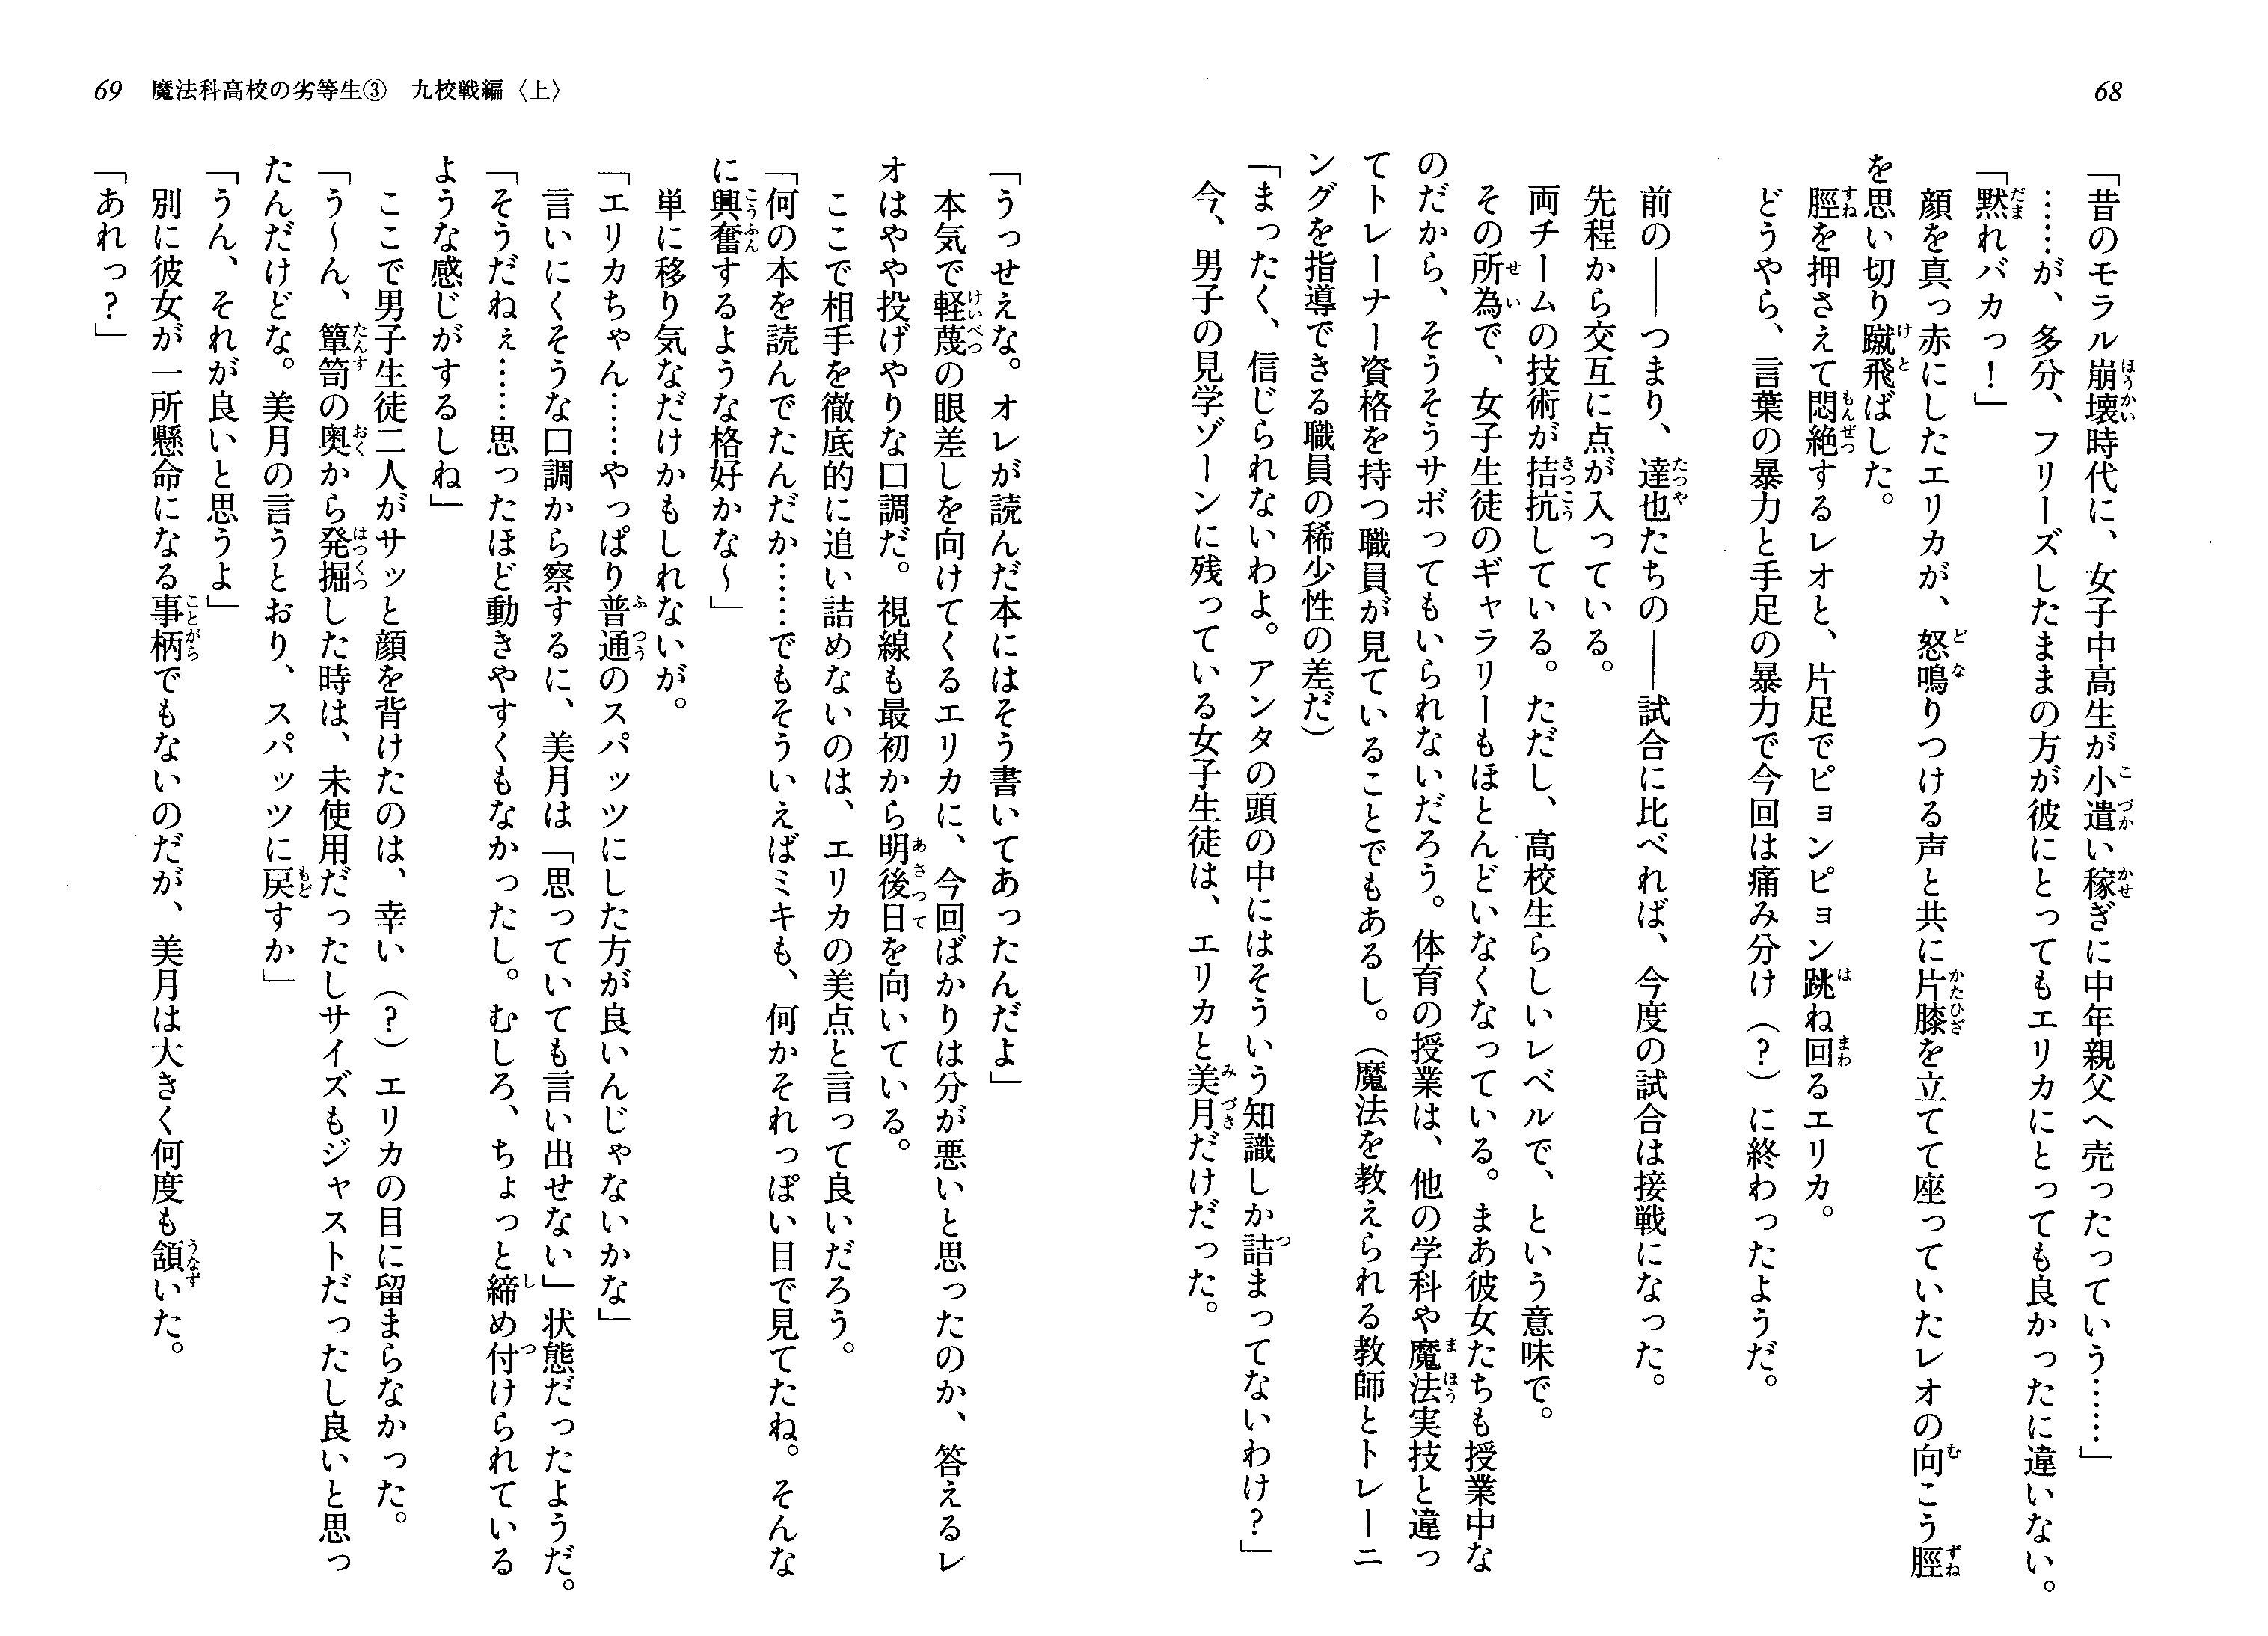 68
「昔のモラル崩壊時代に、女子中高生が小遣い稼ぎに中年親父へ売ったっていう……」
……が、多分、フリーズしたままの方が彼にとってもエリカにとっても良かったに違いない。
「黙れバカっ！」
顔を真っ赤にしたエリカが、怒鳴りつける声と共に片膝を立てて座っていたレオの向こう脛
を思い切り蹴飛ばした。
脛を押さえて悶絶するレオと、片足でピョンピョン跳ね回るエリカ。
どうやら、言葉の暴力と手足の暴力で今回は痛み分け（？）に終わったようだ。
前の――つまり、達也たちの――試合に比べれば、今度の試合は接戦になった。
先程から交互に点が入っている。
両チームの技術が拮抗している。ただし、高校生らしいレベルで、という意味で。
その所為で、女子生徒のギャラリーもほとんどいなくなっている。まあ彼女たちも授業中な
のだから、そうそうサボってもいられないだろう。体育の授業は、他の学科や魔法実技と違っ
てトレーナー資格を持つ職員が見ていることでもあるし。（魔法を教えられる教師とトレーニ
ングを指導できる職員の稀少性の差だ）
「まったく、信じられないわよ。アンタの頭の中にはそういう知識しか詰まってないわけ？」
今、男子の見学ゾーンに残っている女子生徒は、エリカと美月だけだった。
69 魔法科高校の劣等生③ 九校戦編〈上〉
「うっせえな。オレが読んだ本にはそう書いてあったんだよ」
本気で軽蔑の眼差しを向けてくるエリカに、今回ばかりは分が悪いと思ったのか、答えるレ
オはやや投げやりな口調だ。視線も最初から明後日を向いている。
ここで相手を徹底的に追い詰めないのは、エリカの美点と言って良いだろう。
「何の本を読んでたんだか……でもそういえばミキも、何かそれっぽい目で見てたね。そんな
に興奮するような格好かな～」
単に移り気なだけかもしれないが。
「エリカちゃん……やっぱり普通のスパッツにした方が良いんじゃないかな」
言いにくそうな口調から察するに、美月は「思っていても言い出せない」状態だったようだ。
「そうだねぇ……思ったほど動きやすくもなかったし。むしろ、ちょっと締め付けられている
ような感じがするしね」
ここで男子生徒二人がサッと顔を背けたのは、幸い（？）エリカの目に留まらなかった。
「う～ん、箪笥の奥から発掘した時は、未使用だったしサイズもジャストだったし良いと思っ
たんだけどな。美月の言うとおり、スパッツに戻すか」
「うん、それが良いと思うよ」
別に彼女が一所懸命になる事柄でもないのだが、美月は大きく何度も頷いた。
「あれっ？」